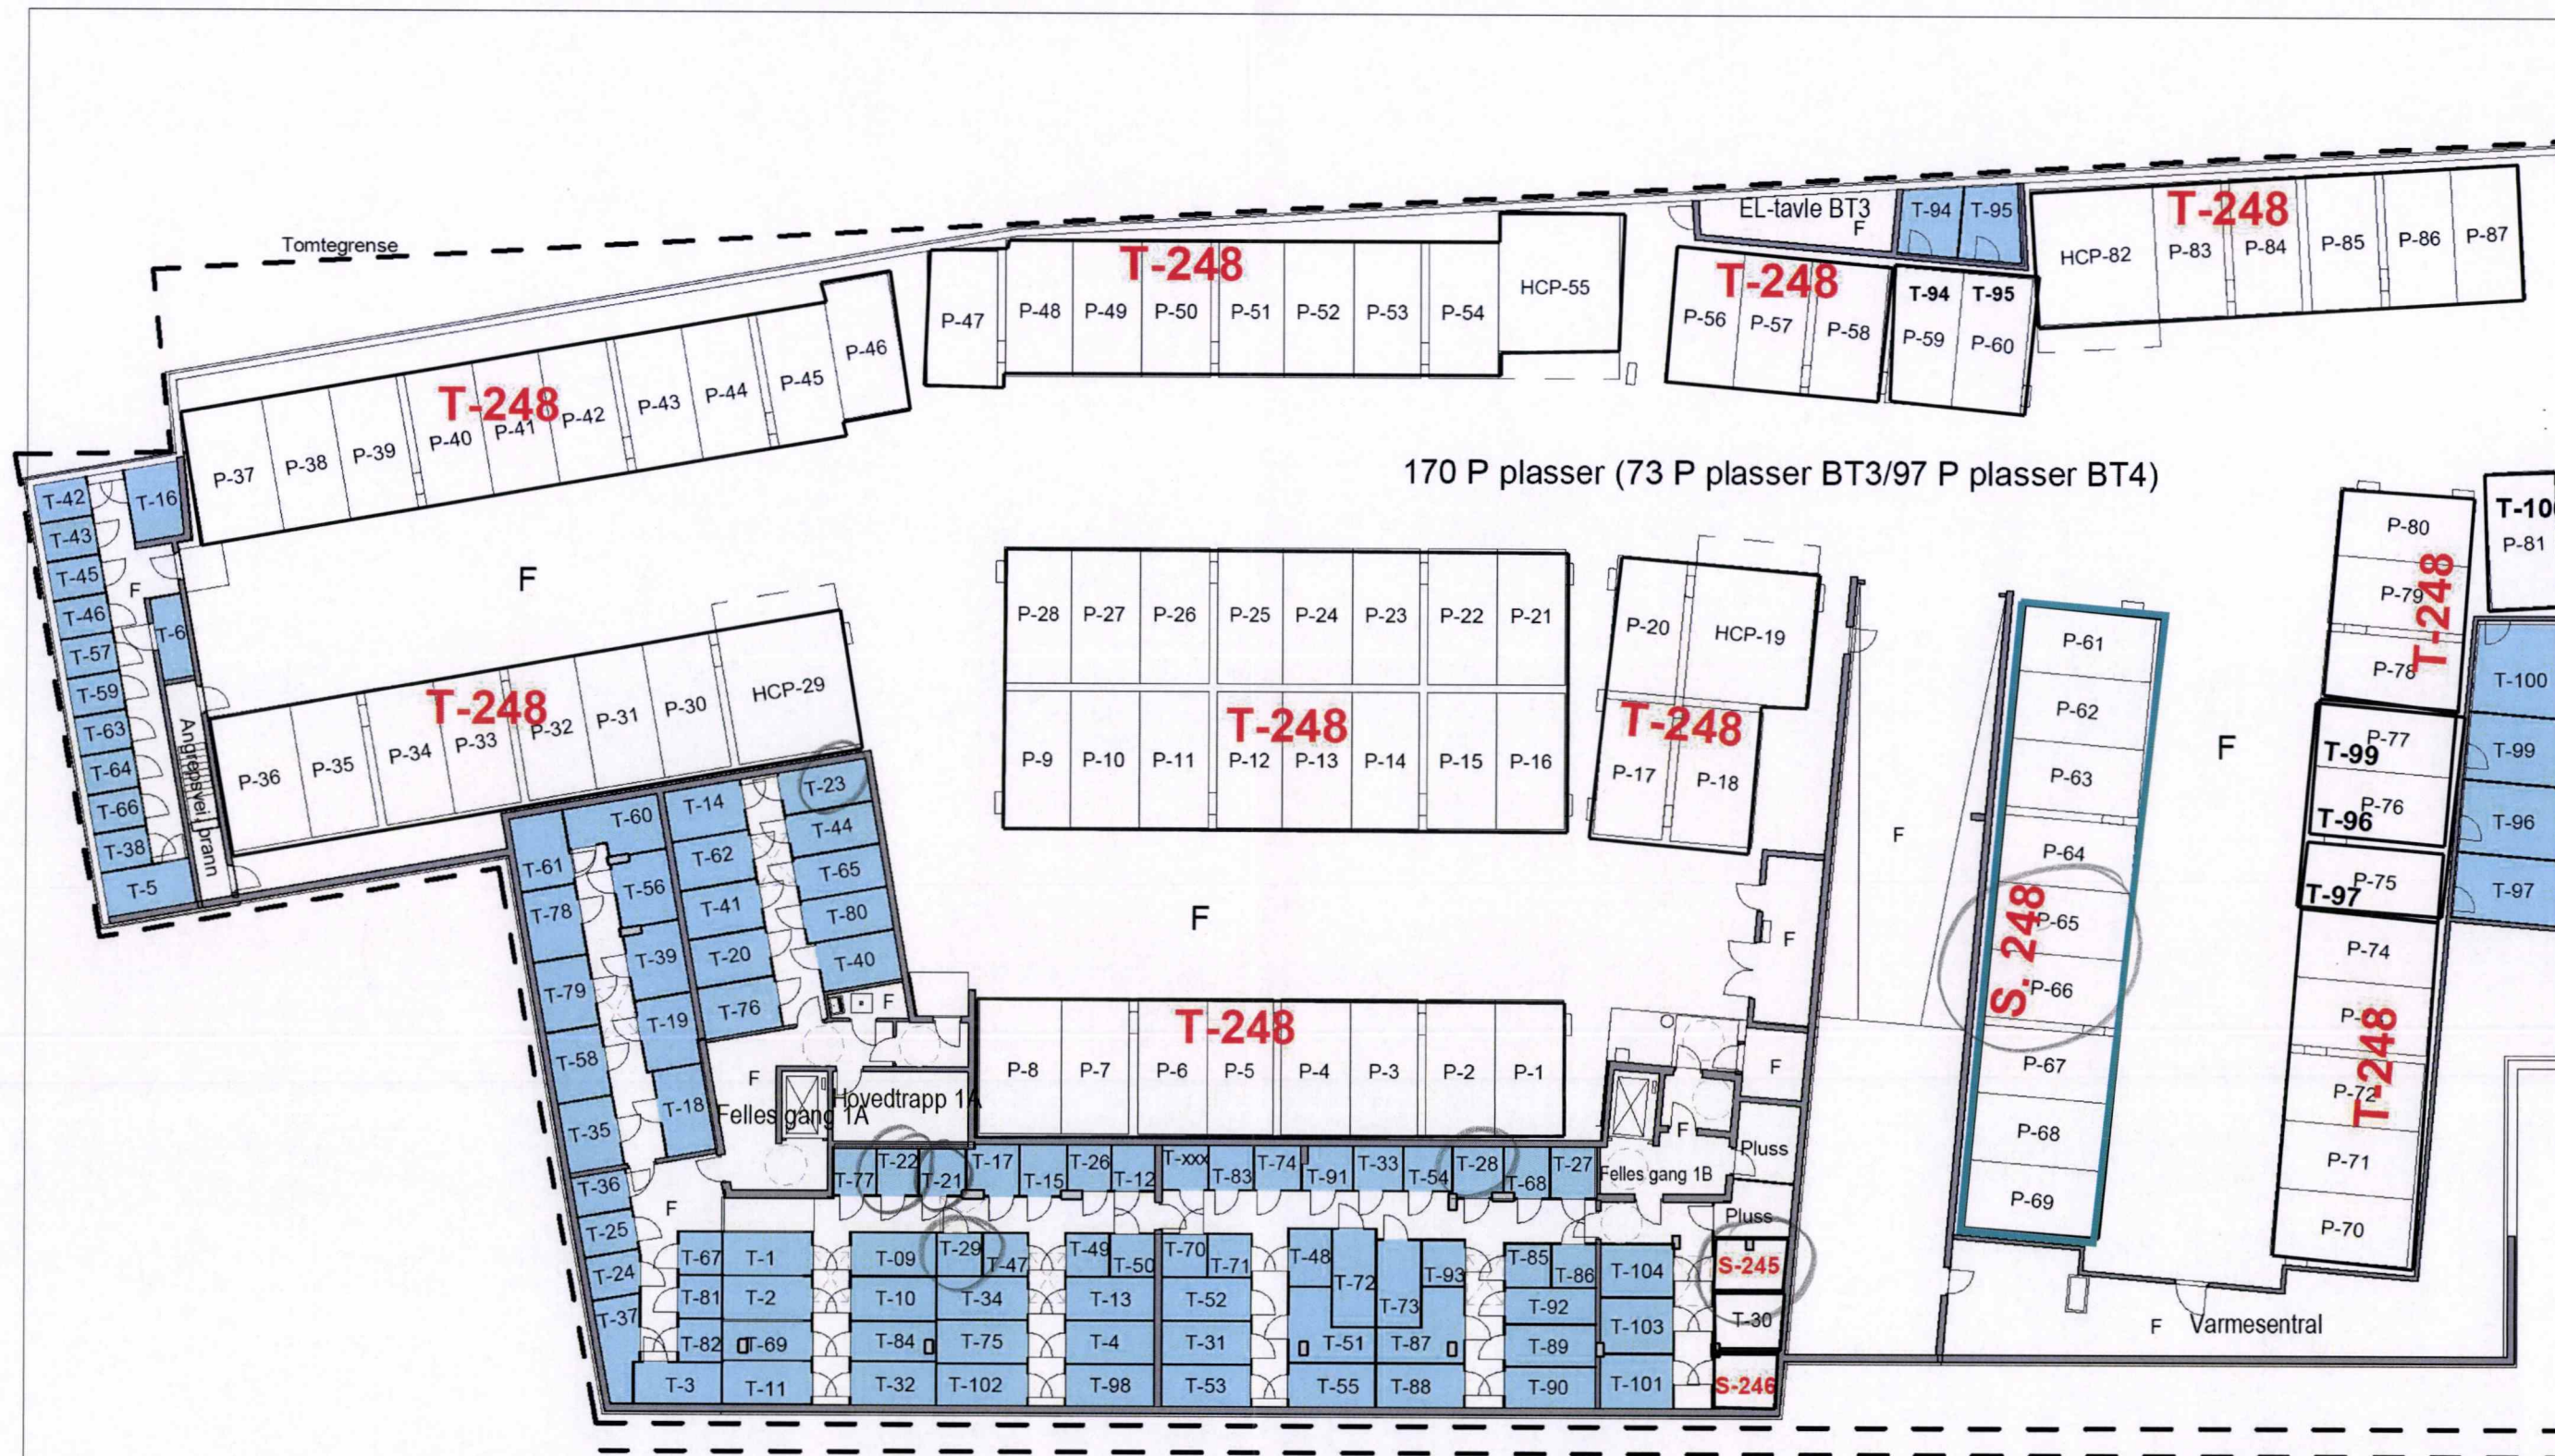 Tomtegrense
EL-tavle BT3
F
T-94 T-95
T-248
HCP-82 P-83 P-84 P-85 P-86 P-87
T-248
P-47 P-48 P-49 P-50 P-51 P-52 P-53 P-54 HCP-55
T-248
P-56 P-57 P-58
T-94 T-95
P-59 P-60
T-248
P-37 P-38 P-39 P-40 P-41 P-42 P-43 P-44 P-45 P-46
170 P plasser (73 P plasser BT3/97 P plasser BT4)
T-42 T-16
T-43
T-45
T-46
T-57
T-59
T-63
T-64
T-66
T-38
T-5
F
T-6
Angrepsvei brann
F
T-248
P-36 P-35 P-34 P-33 P-32 P-31 P-30 HCP-29
P-28 P-27 P-26 P-25 P-24 P-23 P-22 P-21
T-248
P-9 P-10 P-11 P-12 P-13 P-14 P-15 P-16
P-20 HCP-19
T-248
P-17 P-18
F
F
P-61
P-62
P-63
P-64
P-65
P-66
P-67
P-68
P-69
S. 248
F
P-80
P-79
P-78
T-248
P-81
P-77
T-99
P-76
T-96
P-75
T-97
P-74
P-72
P-71
P-70
T-248
T-100
T-99
T-96
T-97
T-60
T-61
T-56
T-78
T-39
T-79
T-19
T-58
T-18
T-35
T-36
T-25
T-24
T-37
T-14 T-23
T-62 T-44
T-41 T-65
T-20 T-80
T-76 T-40
F
F
Felles gang 1A
Hovedtrapp 1A
F
T-248
P-8 P-7 P-6 P-5 P-4 P-3 P-2 P-1
F
F
F
Pluss
Felles gang 1B
Pluss
T-77 T-22 T-21 T-17 T-15 T-26 T-12 T-xxx T-83 T-74 T-91 T-33 T-54 T-28 T-68 T-27
T-67 T-1 T-09 T-29 T-47 T-49 T-50 T-70 T-71 T-48 T-72 T-73 T-93 T-85 T-86 T-104 S-245
T-81 T-2 T-10 T-34 T-13 T-52 T-92
T-82 T-69 T-84 T-75 T-4 T-31 T-51 T-87 T-89 T-103 T-30
T-3 T-11 T-32 T-102 T-98 T-53 T-55 T-88 T-90 T-101 S-246
F Varmesentral